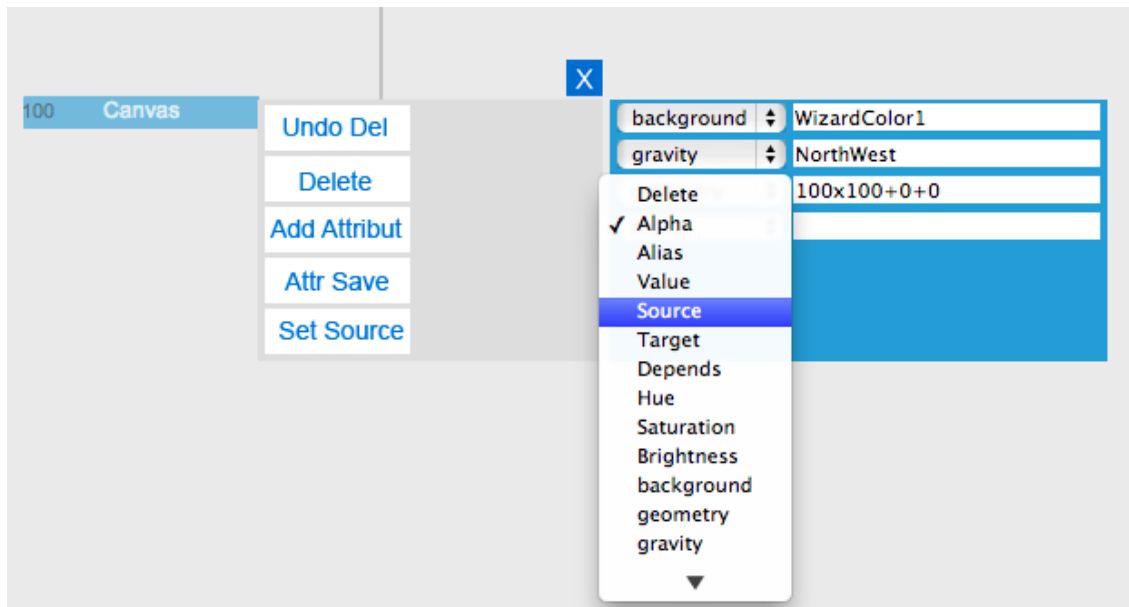 X
100 Canvas
Undo Del
Delete
Add Attribut
Attr Save
Set Source
background WizardColor1
gravity NorthWest
100x100+0+0
Delete
✓ Alpha
Alias
Value
Source
Target
Depends
Hue
Saturation
Brightness
background
geometry
gravity